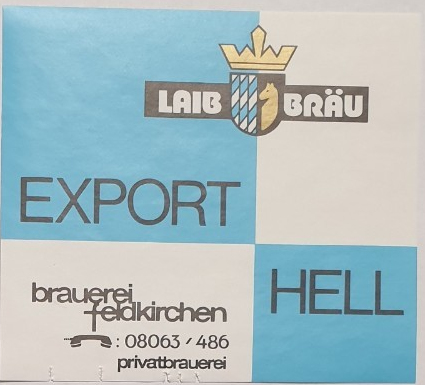 LAIB BRÄU
EXPORT
HELL
brauerei
feldkirchen
: 08063/486
privatbrauerei